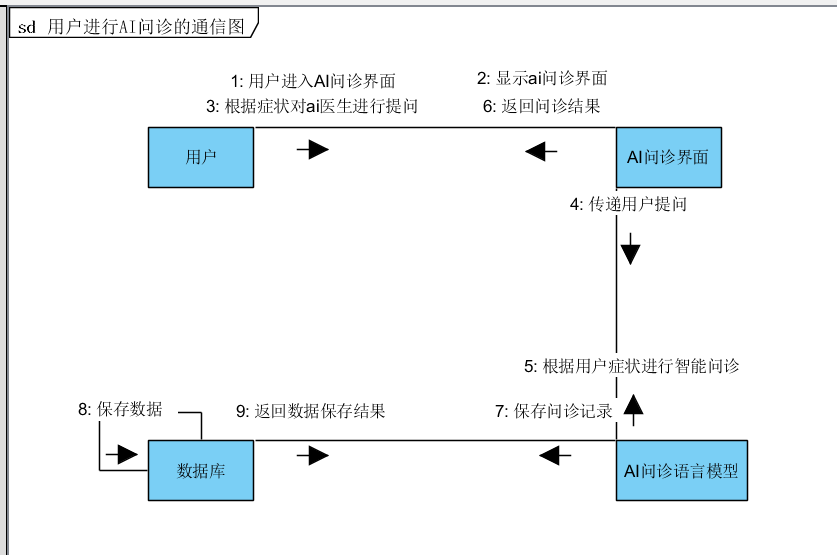 sd 用户进行AI问诊的通信图
1: 用户进入AI问诊界面
2: 显示ai问诊界面
3: 根据症状对ai医生进行提问
6: 返回问诊结果
用户
AI问诊界面
4: 传递用户提问
5: 根据用户症状进行智能问诊
8: 保存数据
9: 返回数据保存结果
7: 保存问诊记录
数据库
AI问诊语言模型